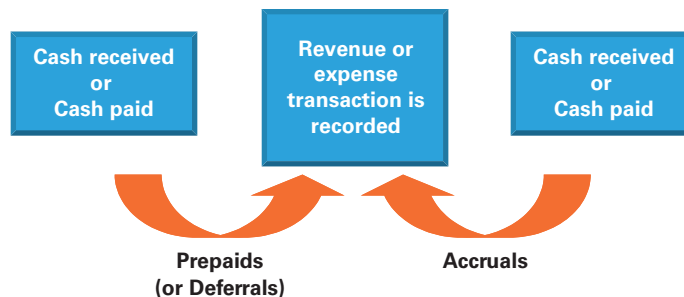 Cash received
or
Cash paid
Revenue or
expense
transaction is
recorded
Cash received
or
Cash paid
Prepaids
(or Deferrals)
Accruals